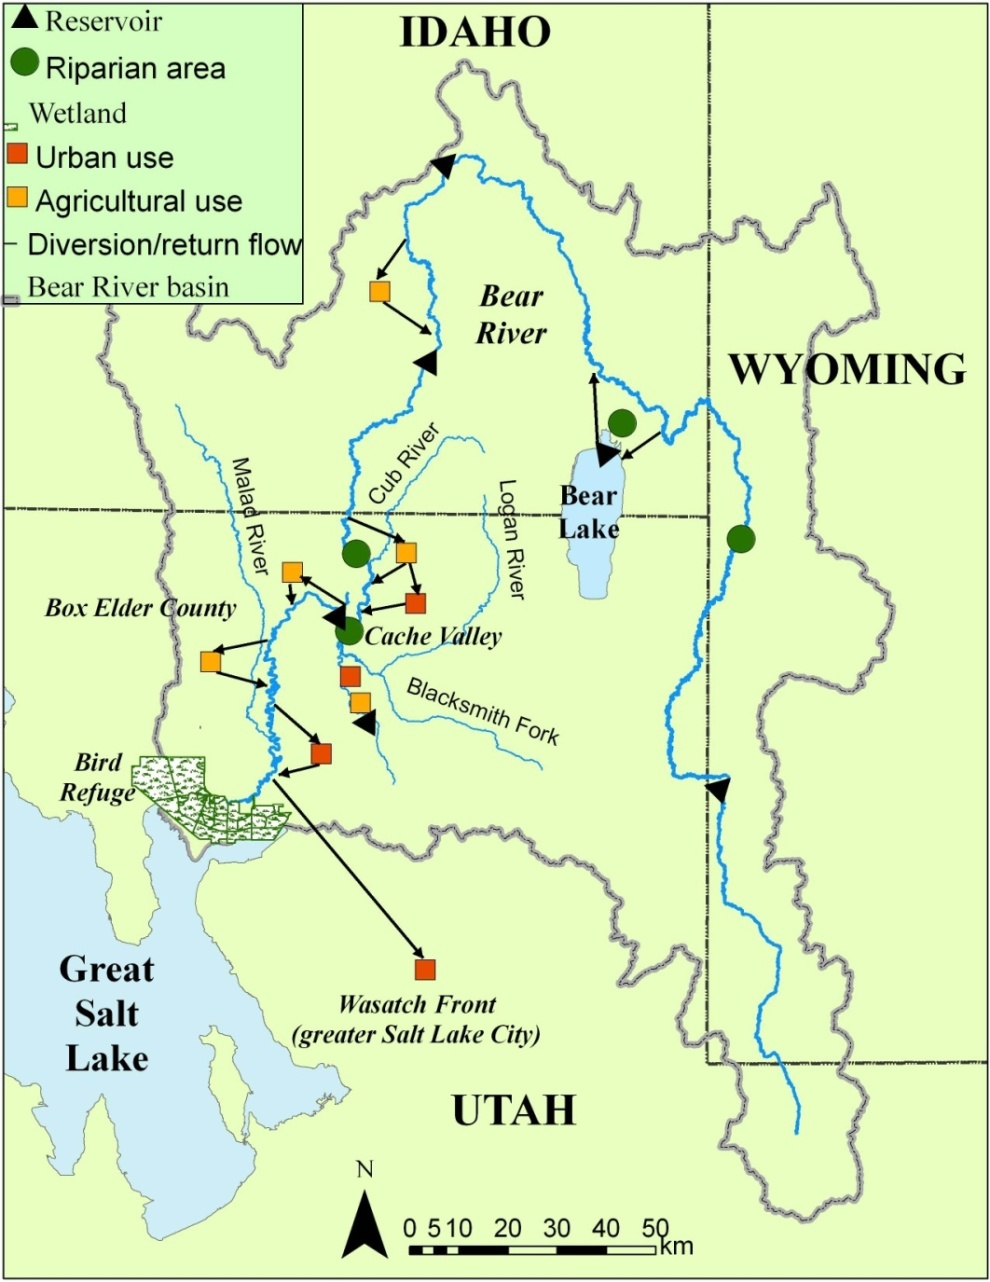 Reservoir
Riparian area
Wetland
Urban use
Agricultural use
Diversion/return flow
Bear River basin
IDAHO
Bear
River
WYOMING
Cub River
Malad River
Logan River
Bear
Lake
Box Elder County
Cache Valley
Blacksmith Fork
Bird
Refuge
Great
Salt
Lake
Wasatch Front
(greater Salt Lake City)
UTAH
N
0 5 10 20 30 40 50
km